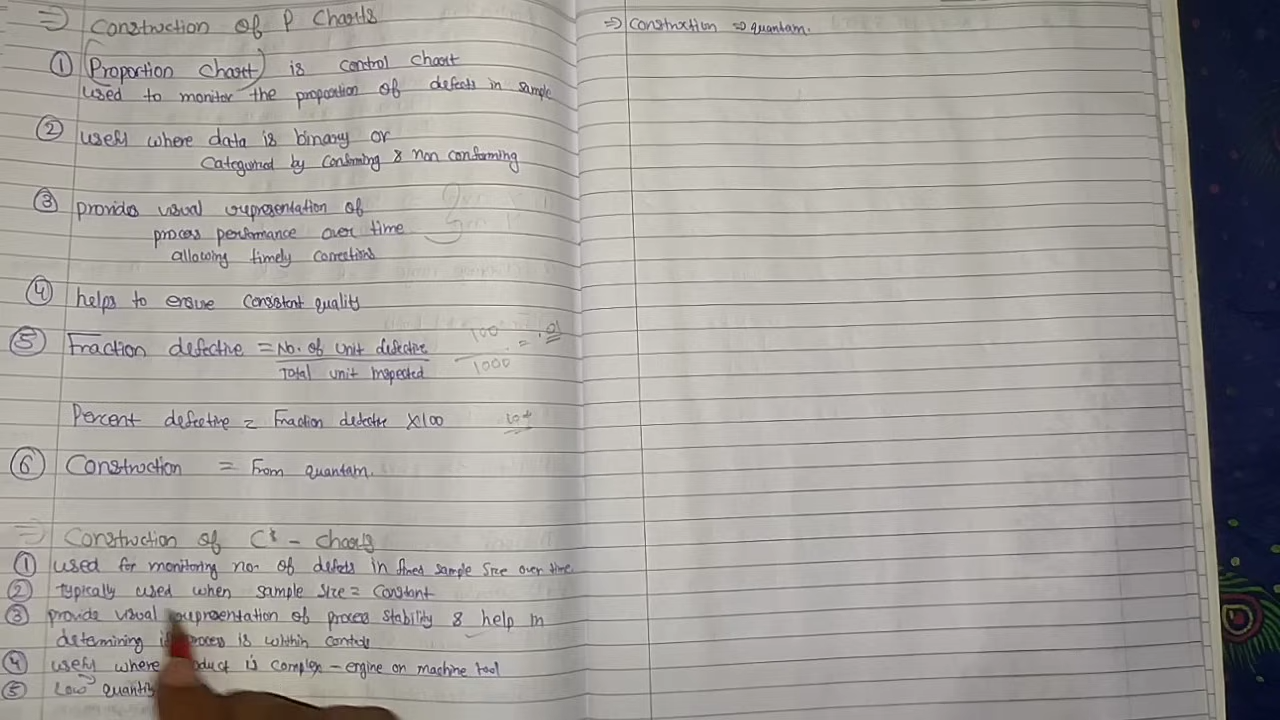 ⇒ Construction of P Charts
① (Proportion Chart) is control chart
used to monitor the proportion of defects in sample
② usefy where data is binary or
Categorized by confirming & non conforming
③ provides visual representation of
process performance over time
allowing timely corrections
④ helps to ensure consistent quality
⑤ Fraction defective = No. of unit defective
Total unit inspected
100
1000
Percent defective = Fraction defective ×100
⑥ Construction = From quantam.
⇒ Construction of C - Charts
① used for monitoring no. of defects in fixed sample size over time
② typically used when sample size = constant
③ provide visual representation of process stability & help in
determining if process is within controls
④ usefy where product is complex - engine or machine tool
⑤ Low
⇒ Construction ⇒ quantam.